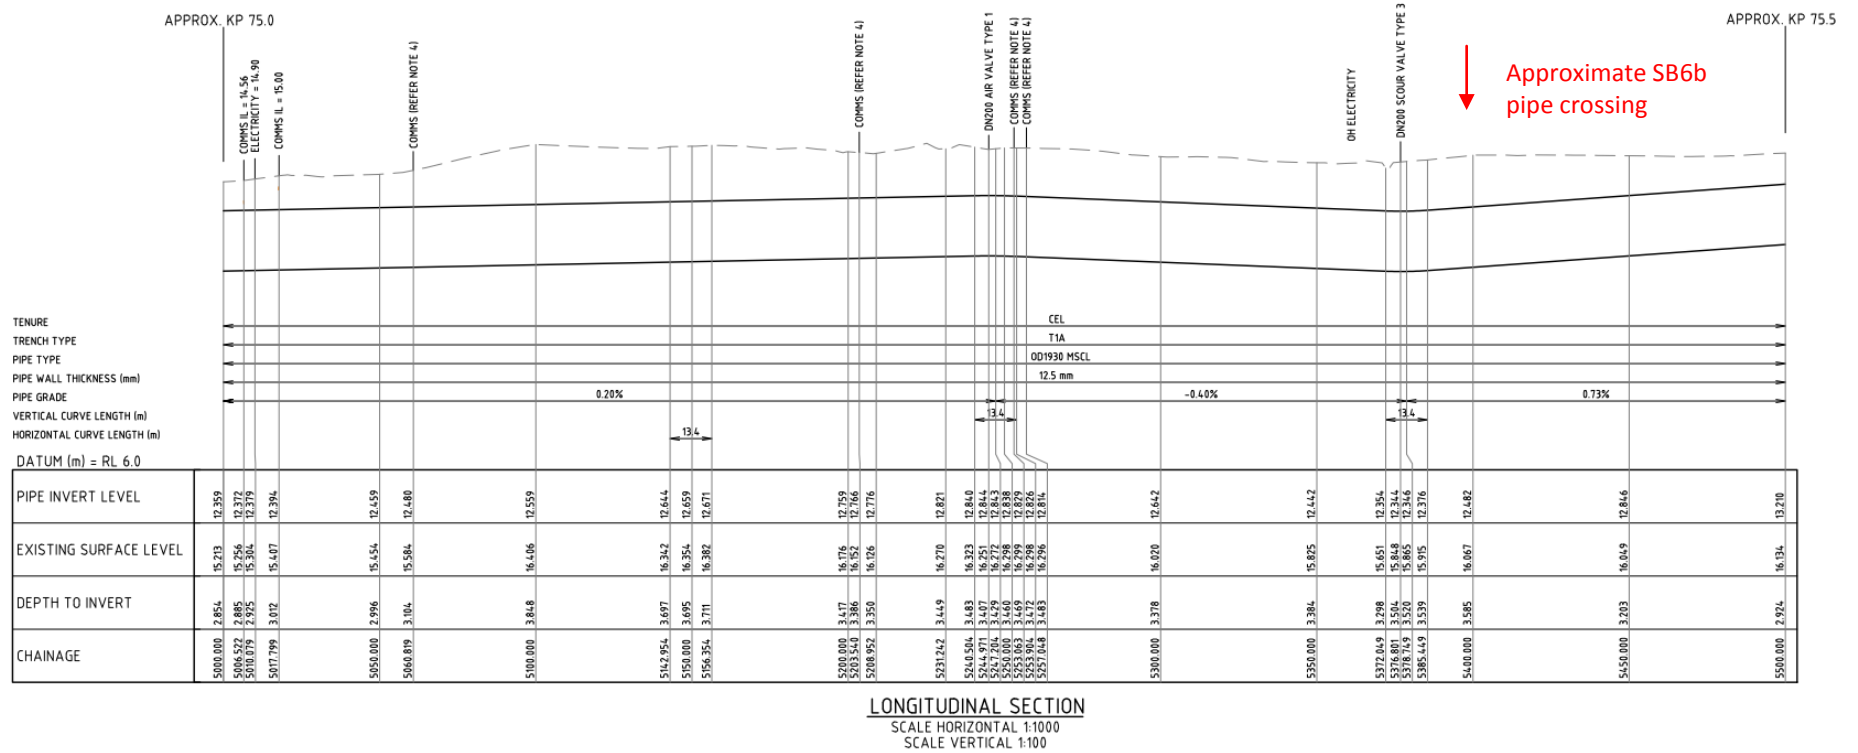 APPROX. KP 75.0
APPROX. KP 75.5
COMMS IL = 14.56
ELECTRICITY = 14.90
COMMS IL = 15.00
COMMS (REFER NOTE 4)
COMMS (REFER NOTE 4)
DN200 AIR VALVE TYPE 1
COMMS (REFER NOTE 4)
COMMS (REFER NOTE 4)
OH ELECTRICITY
DN200 SCOUR VALVE TYPE 3
Approximate SB6b
pipe crossing
TENURE CEL
TRENCH TYPE T1A
PIPE TYPE OD1930 MSCL
PIPE WALL THICKNESS (mm) 12.5 mm
PIPE GRADE 0.20% -0.40% 0.73%
VERTICAL CURVE LENGTH (m) 13.4 13.4
HORIZONTAL CURVE LENGTH (m) 13.4
DATUM (m) = RL 6.0
PIPE INVERT LEVEL 12.359 12.372 12.379 12.394 12.459 12.480 12.559 12.644 12.659 12.671 12.759 12.766 12.776 12.821 12.840 12.844 12.843 12.838 12.829 12.826 12.814 12.642 12.442 12.354 12.344 12.346 12.376 12.482 12.846 13.210
EXISTING SURFACE LEVEL 15.213 15.256 15.304 15.407 15.454 15.584 16.406 16.342 16.354 16.382 16.176 16.152 16.126 16.270 16.323 16.251 16.272 16.298 16.299 16.298 16.296 16.020 15.825 15.651 15.848 15.865 15.915 16.067 16.049 16.134
DEPTH TO INVERT 2.854 2.885 2.925 3.012 2.996 3.104 3.848 3.697 3.695 3.711 3.417 3.386 3.350 3.449 3.483 3.407 3.429 3.460 3.469 3.472 3.483 3.378 3.384 3.298 3.504 3.520 3.539 3.585 3.203 2.924
CHAINAGE 5000.000 5006.522 5010.079 5017.799 5050.000 5060.819 5100.000 5142.954 5150.000 5156.354 5200.000 5203.540 5208.952 5231.242 5240.504 5244.971 5247.204 5250.000 5253.063 5253.904 5257.048 5300.000 5350.000 5372.049 5376.801 5378.749 5385.449 5400.000 5450.000 5500.000
LONGITUDINAL SECTION
SCALE HORIZONTAL 1:1000
SCALE VERTICAL 1:100